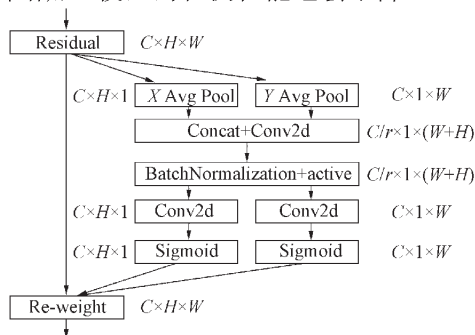 Residual C×H×W
C×H×1 X Avg Pool Y Avg Pool C×1×W
Concat+Conv2d C/r×1×(W+H)
BatchNormalization+active C/r×1×(W+H)
C×H×1 Conv2d Conv2d C×1×W
C×H×1 Sigmoid Sigmoid C×1×W
Re-weight C×H×W